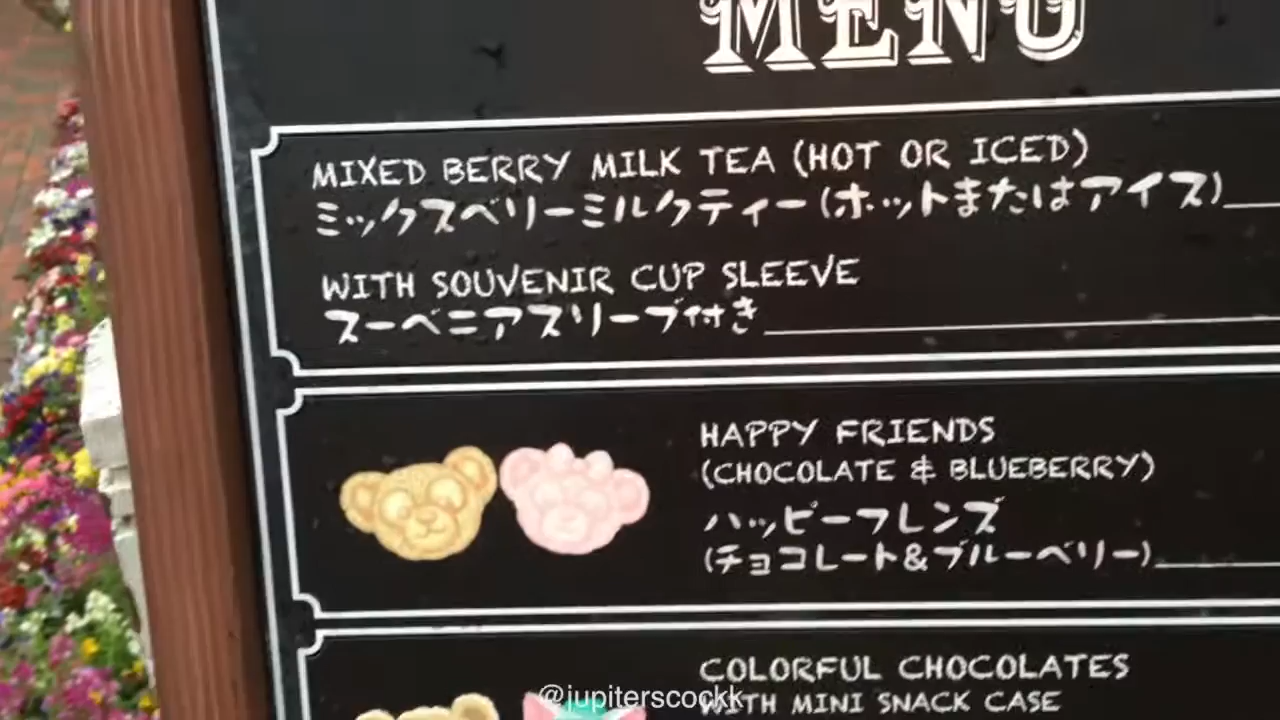 MENU
MIXED BERRY MILK TEA (HOT OR ICED)
ミックスベリーミルクティー(ホットまたはアイス)
WITH SOUVENIR CUP SLEEVE
スーベニアスリーブ付き
HAPPY FRIENDS
(CHOCOLATE & BLUEBERRY)
ハッピーフレンズ
(チョコレート&ブルーベリー)
COLORFUL CHOCOLATES
WITH MINI SNACK CASE
@jupiterscockk